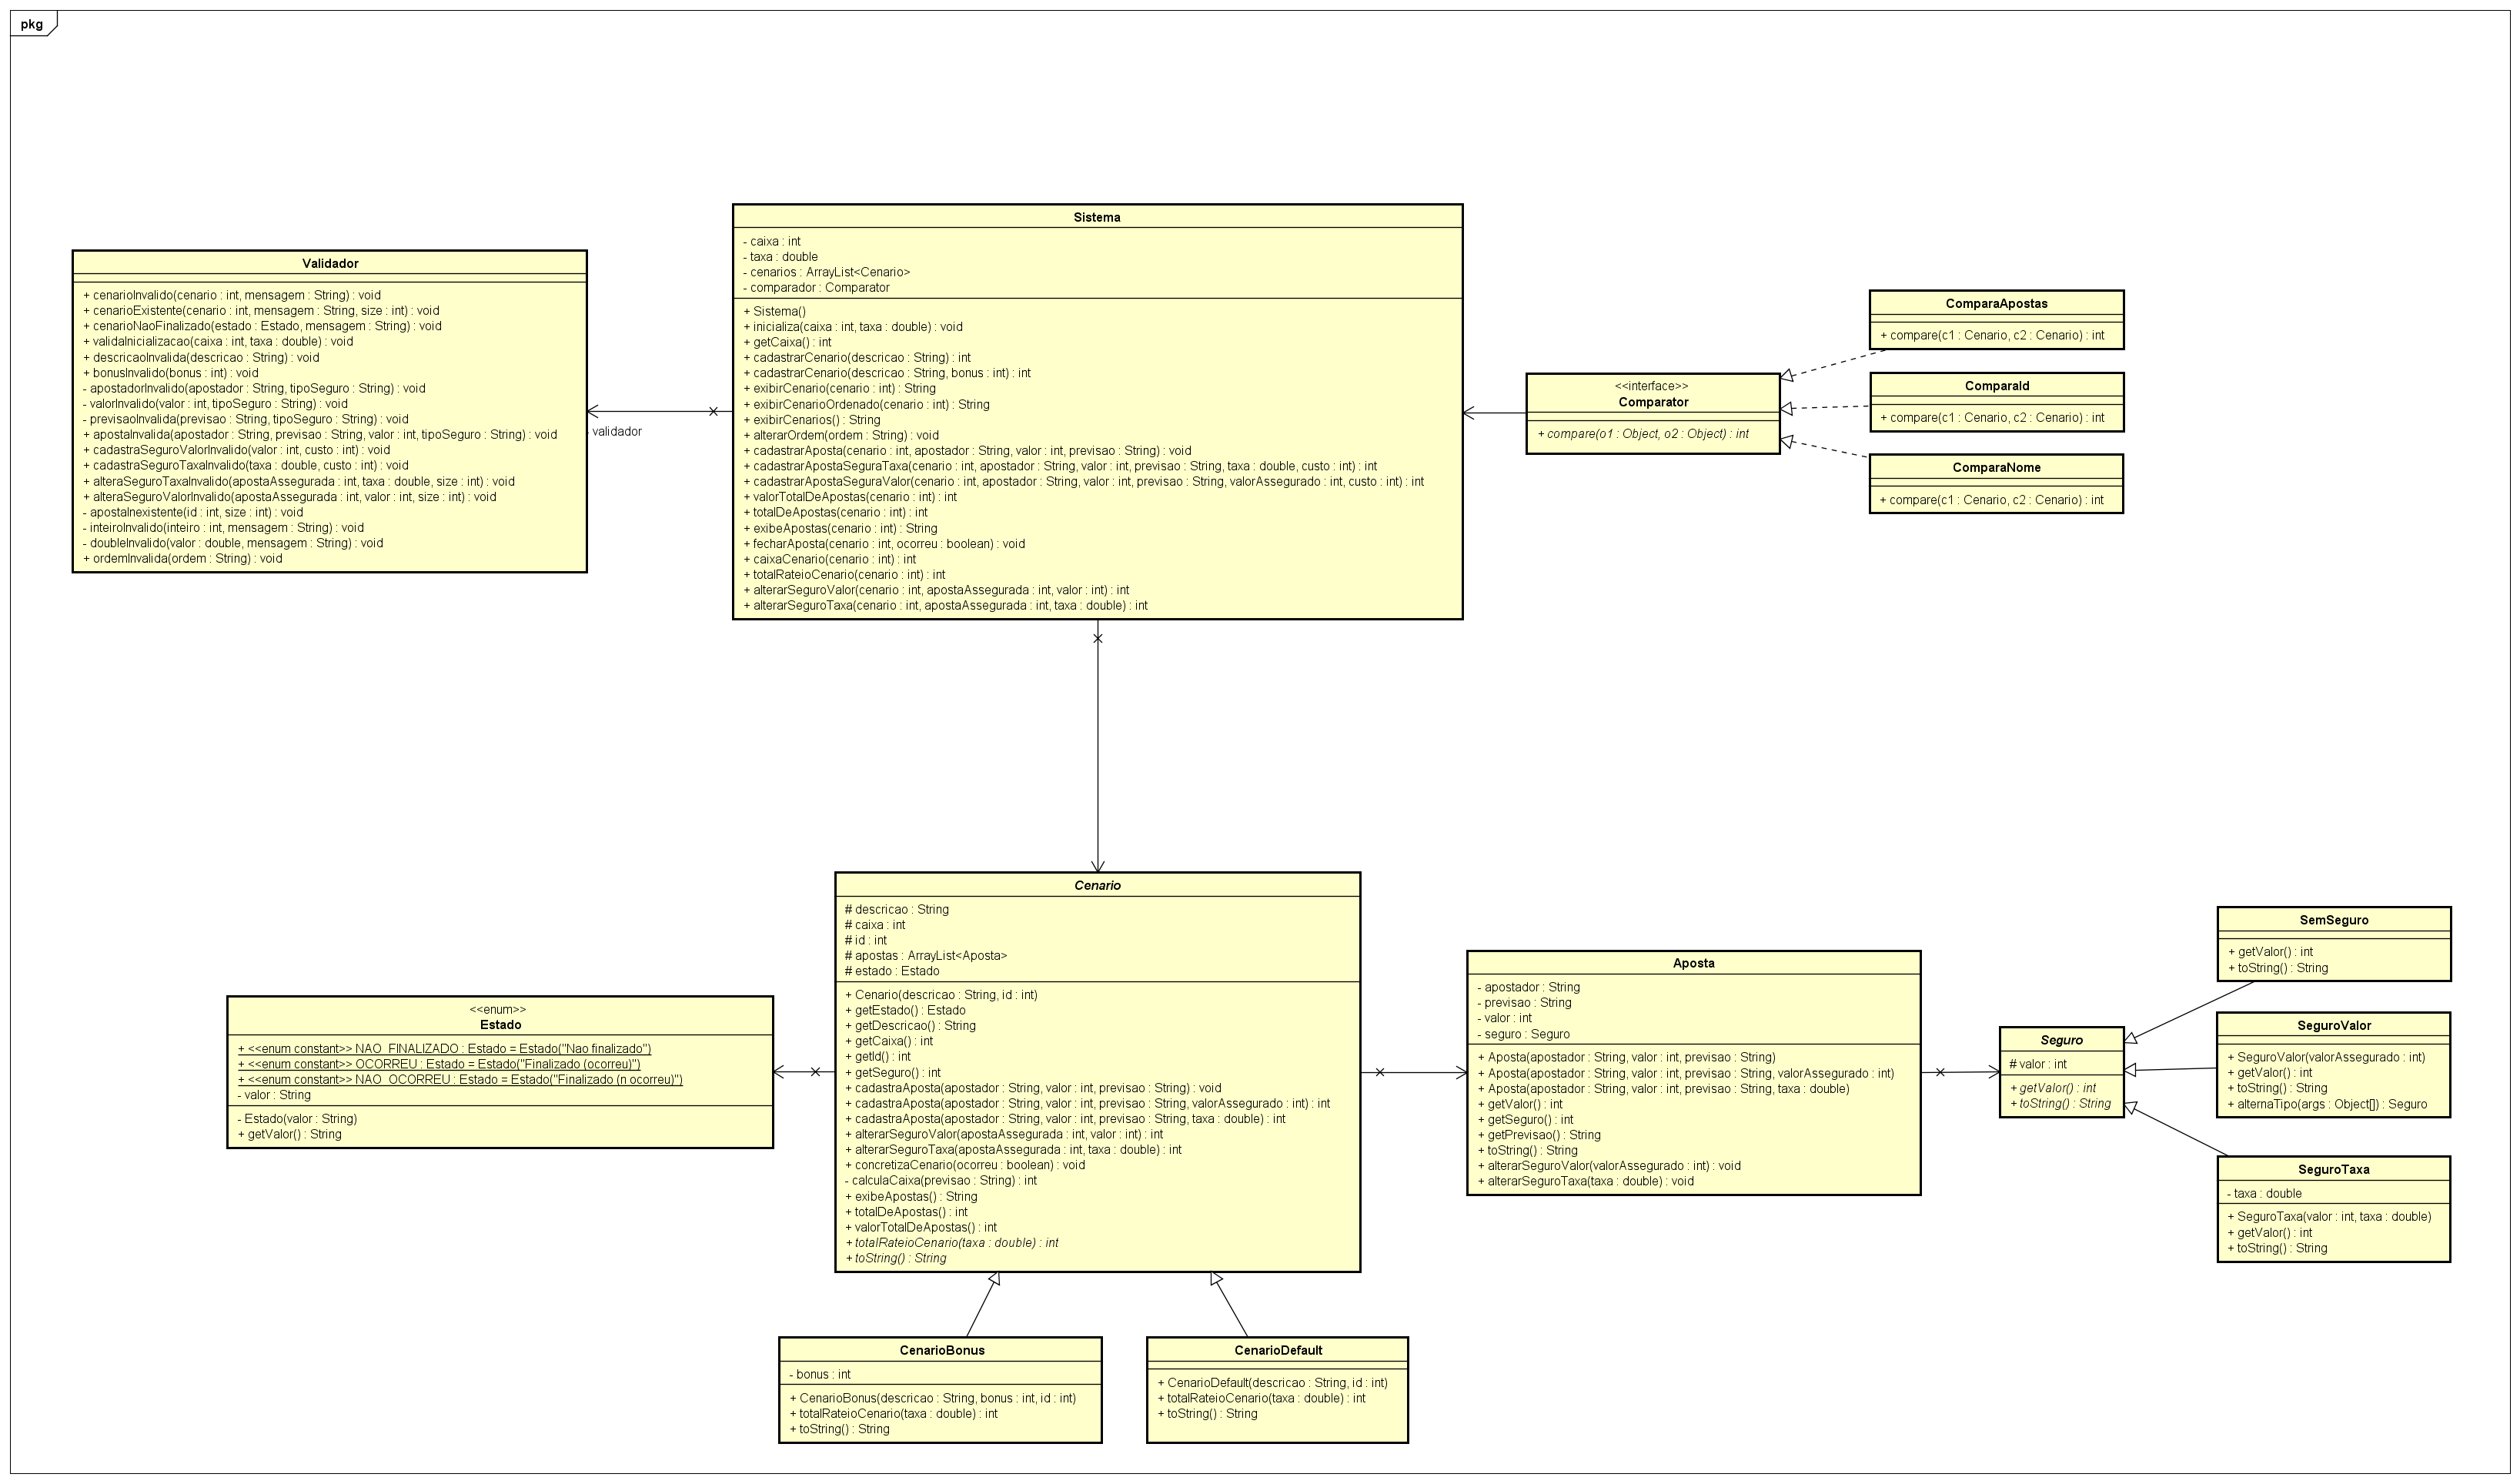 pkg
Validador
+ cenarioInvalido(cenario : int, mensagem : String) : void
+ cenarioExistente(cenario : int, mensagem : String, size : int) : void
+ cenarioNaoFinalizado(estado : Estado, mensagem : String) : void
+ validaInicializacao(caixa : int, taxa : double) : void
+ descricaoInvalida(descricao : String) : void
+ bonusInvalido(bonus : int) : void
- apostadorInvalido(apostador : String, tipoSeguro : String) : void
- valorInvalido(valor : int, tipoSeguro : String) : void
- previsaoInvalida(previsao : String, tipoSeguro : String) : void
+ apostaInvalida(apostador : String, previsao : String, valor : int, tipoSeguro : String) : void
+ cadastraSeguroValorInvalido(valor : int, custo : int) : void
+ cadastraSeguroTaxaInvalido(taxa : double, custo : int) : void
+ alteraSeguroTaxaInvalido(apostaAssegurada : int, taxa : double, size : int) : void
+ alteraSeguroValorInvalido(apostaAssegurada : int, valor : int, size : int) : void
- apostaInexistente(id : int, size : int) : void
- inteiroInvalido(inteiro : int, mensagem : String) : void
- doubleInvalido(valor : double, mensagem : String) : void
+ ordemInvalida(ordem : String) : void
- validador
Sistema
- caixa : int
- taxa : double
- cenarios : ArrayList<Cenario>
- comparador : Comparator
+ Sistema()
+ inicializa(caixa : int, taxa : double) : void
+ getCaixa() : int
+ cadastrarCenario(descricao : String) : int
+ cadastrarCenario(descricao : String, bonus : int) : int
+ exibirCenario(cenario : int) : String
+ exibirCenarioOrdenado(cenario : int) : String
+ exibirCenarios() : String
+ alterarOrdem(ordem : String) : void
+ cadastrarAposta(cenario : int, apostador : String, valor : int, previsao : String) : void
+ cadastrarApostaSeguraTaxa(cenario : int, apostador : String, valor : int, previsao : String, taxa : double, custo : int) : int
+ cadastrarApostaSeguraValor(cenario : int, apostador : String, valor : int, previsao : String, valorAssegurado : int, custo : int) : int
+ valorTotalDeApostas(cenario : int) : int
+ totalDeApostas(cenario : int) : int
+ exibeApostas(cenario : int) : String
+ fecharAposta(cenario : int, ocorreu : boolean) : void
+ caixaCenario(cenario : int) : int
+ totalRateioCenario(cenario : int) : int
+ alterarSeguroValor(cenario : int, apostaAssegurada : int, valor : int) : int
+ alterarSeguroTaxa(cenario : int, apostaAssegurada : int, taxa : double) : int
<<interface>>
Comparator
+ compare(o1 : Object, o2 : Object) : int
ComparaApostas
+ compare(c1 : Cenario, c2 : Cenario) : int
ComparaId
+ compare(c1 : Cenario, c2 : Cenario) : int
ComparaNome
+ compare(c1 : Cenario, c2 : Cenario) : int
<<enum>>
Estado
+ <<enum constant>> NAO_FINALIZADO : Estado = Estado("Nao finalizado")
+ <<enum constant>> OCORREU : Estado = Estado("Finalizado (ocorreu)")
+ <<enum constant>> NAO_OCORREU : Estado = Estado("Finalizado (n ocorreu)")
- valor : String
- Estado(valor : String)
+ getValor() : String
Cenario
# descricao : String
# caixa : int
# id : int
# apostas : ArrayList<Aposta>
# estado : Estado
+ Cenario(descricao : String, id : int)
+ getEstado() : Estado
+ getDescricao() : String
+ getCaixa() : int
+ getId() : int
+ getSeguro() : int
+ cadastraAposta(apostador : String, valor : int, previsao : String) : void
+ cadastraAposta(apostador : String, valor : int, previsao : String, valorAssegurado : int) : int
+ cadastraAposta(apostador : String, valor : int, previsao : String, taxa : double) : int
+ alterarSeguroValor(apostaAssegurada : int, valor : int) : int
+ alterarSeguroTaxa(apostaAssegurada : int, taxa : double) : int
+ concretizaCenario(ocorreu : boolean) : void
- calculaCaixa(previsao : String) : int
+ exibeApostas() : String
+ totalDeApostas() : int
+ valorTotalDeApostas() : int
+ totalRateioCenario(taxa : double) : int
+ toString() : String
Aposta
- apostador : String
- previsao : String
- valor : int
- seguro : Seguro
+ Aposta(apostador : String, valor : int, previsao : String)
+ Aposta(apostador : String, valor : int, previsao : String, valorAssegurado : int)
+ Aposta(apostador : String, valor : int, previsao : String, taxa : double)
+ getValor() : int
+ getSeguro() : int
+ getPrevisao() : String
+ toString() : String
+ alterarSeguroValor(valorAssegurado : int) : void
+ alterarSeguroTaxa(taxa : double) : void
Seguro
# valor : int
+ getValor() : int
+ toString() : String
SemSeguro
+ getValor() : int
+ toString() : String
SeguroValor
+ SeguroValor(valorAssegurado : int)
+ getValor() : int
+ toString() : String
+ alternaTipo(args : Object[]) : Seguro
SeguroTaxa
- taxa : double
+ SeguroTaxa(valor : int, taxa : double)
+ getValor() : int
+ toString() : String
CenarioBonus
- bonus : int
+ CenarioBonus(descricao : String, bonus : int, id : int)
+ totalRateioCenario(taxa : double) : int
+ toString() : String
CenarioDefault
+ CenarioDefault(descricao : String, id : int)
+ totalRateioCenario(taxa : double) : int
+ toString() : String